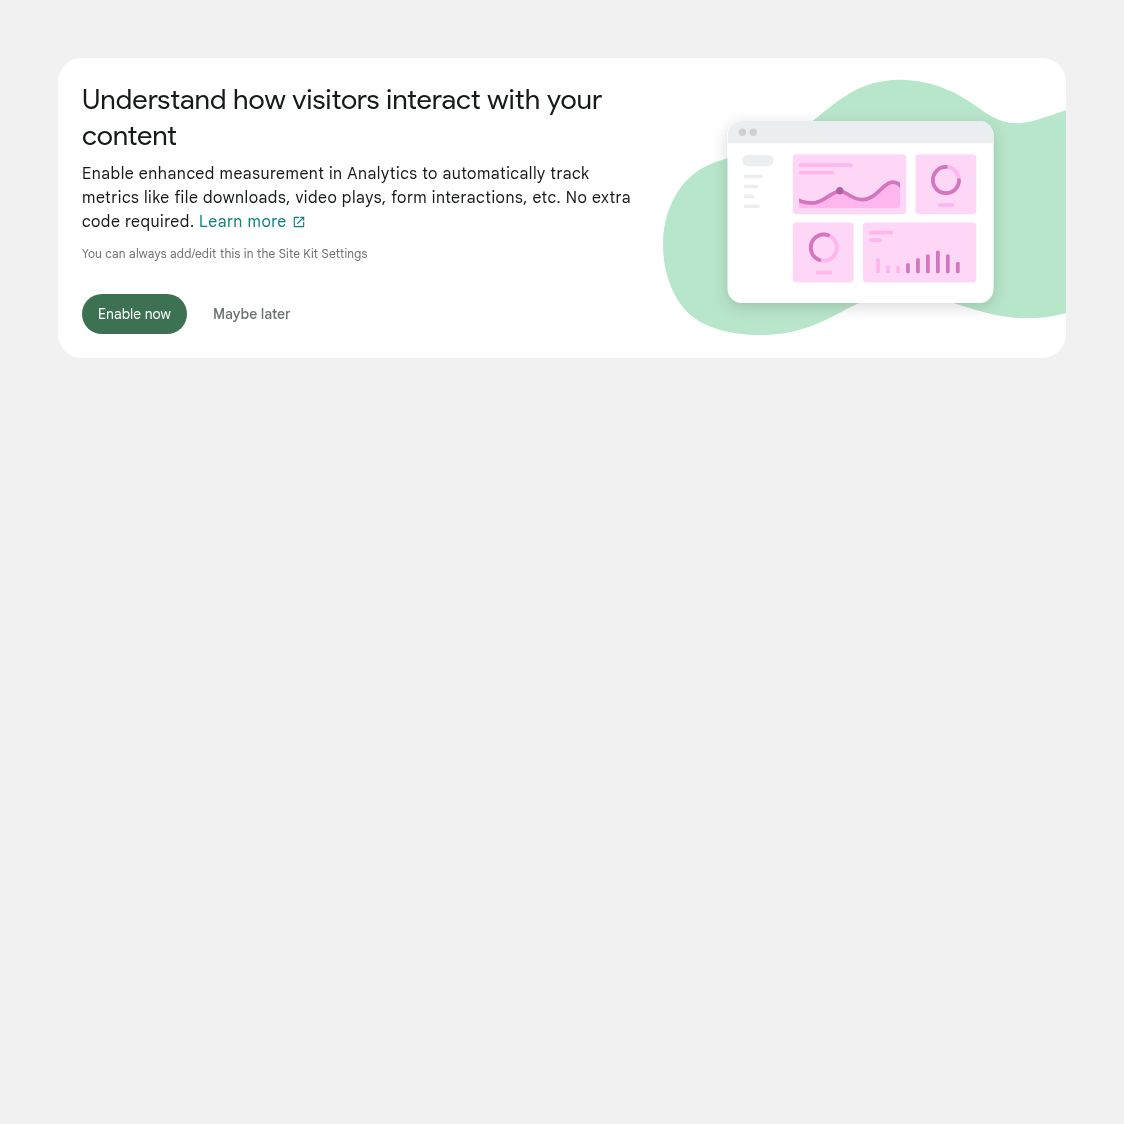 Understand how visitors interact with your
content
Enable enhanced measurement in Analytics to automatically track
metrics like file downloads, video plays, form interactions, etc. No extra
code required. Learn more
You can always add/edit this in the Site Kit Settings
Enable now
Maybe later